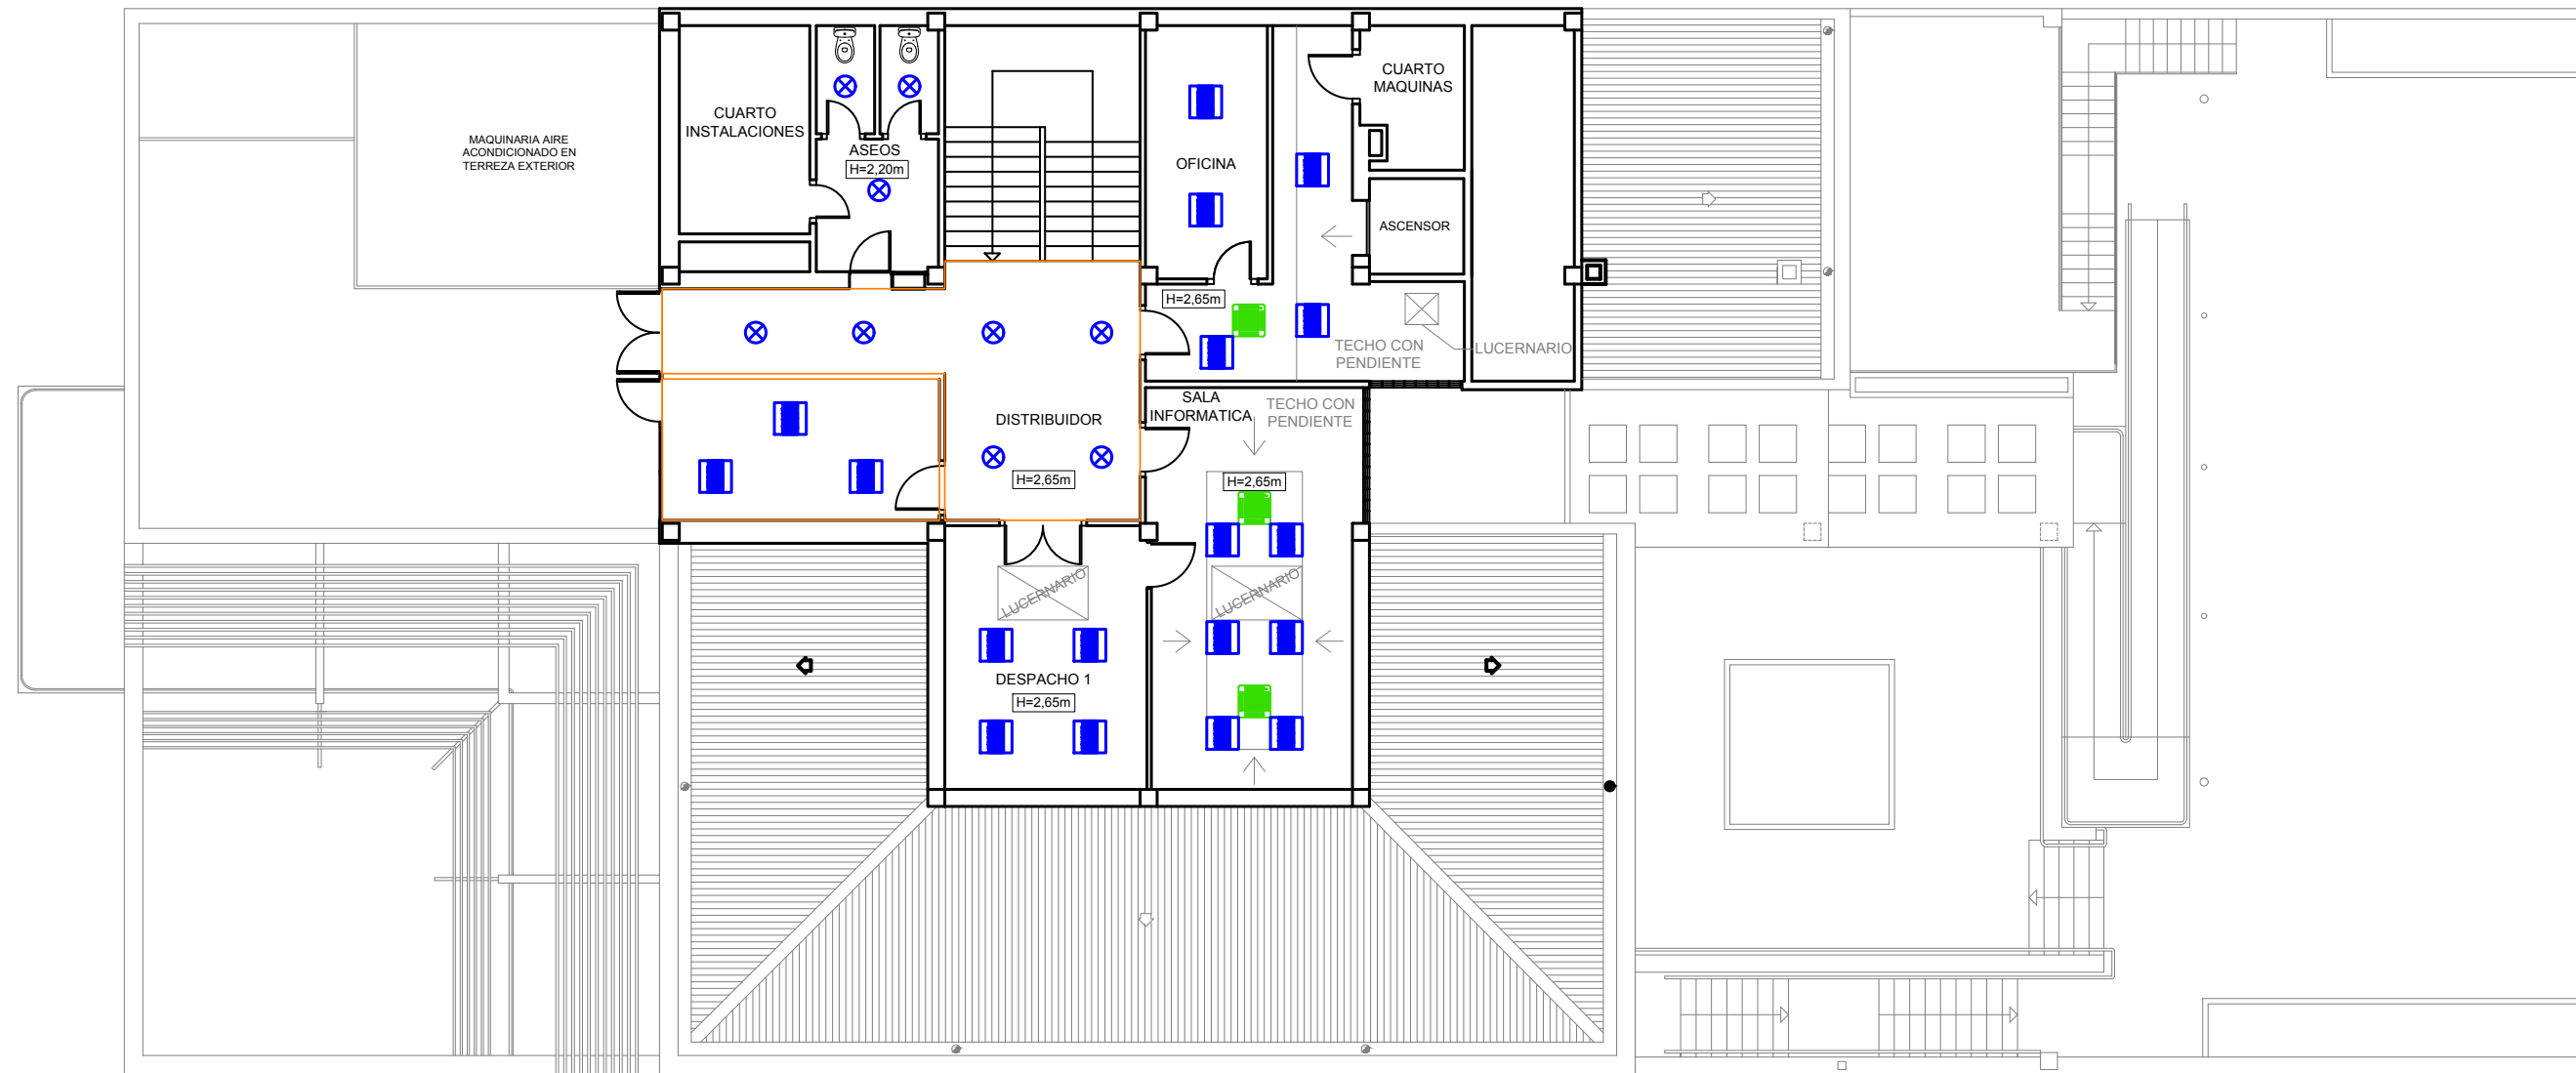 MAQUINARIA AIRE
ACONDICIONADO EN
TERREZA EXTERIOR
CUARTO
INSTALACIONES
ASEOS
H=2,20m
OFICINA
CUARTO
MAQUINAS
ASCENSOR
H=2,65m
TECHO CON
PENDIENTE
LUCERNARIO
DISTRIBUIDOR
H=2,65m
SALA
INFORMATICA
TECHO CON
PENDIENTE
H=2,65m
LUCERNARIO
LUCERNARIO
DESPACHO 1
H=2,65m